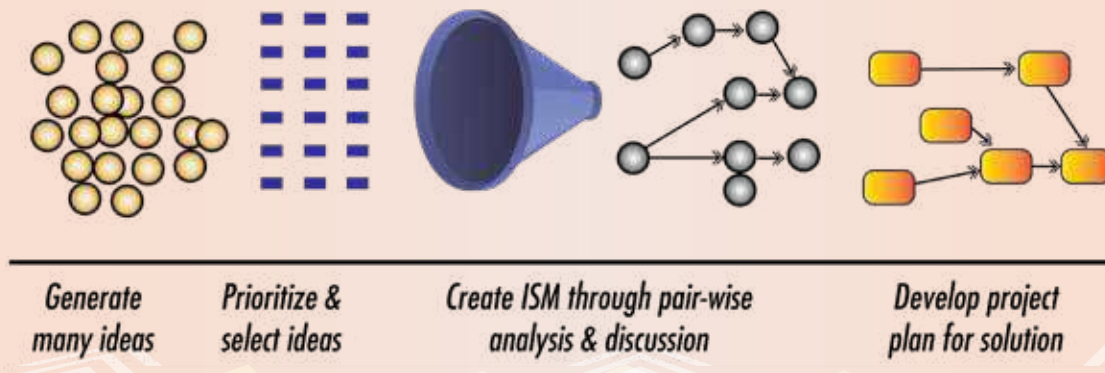 Generate
many ideas
Prioritize &
select ideas
Create ISM through pair-wise
analysis & discussion
Develop project
plan for solution